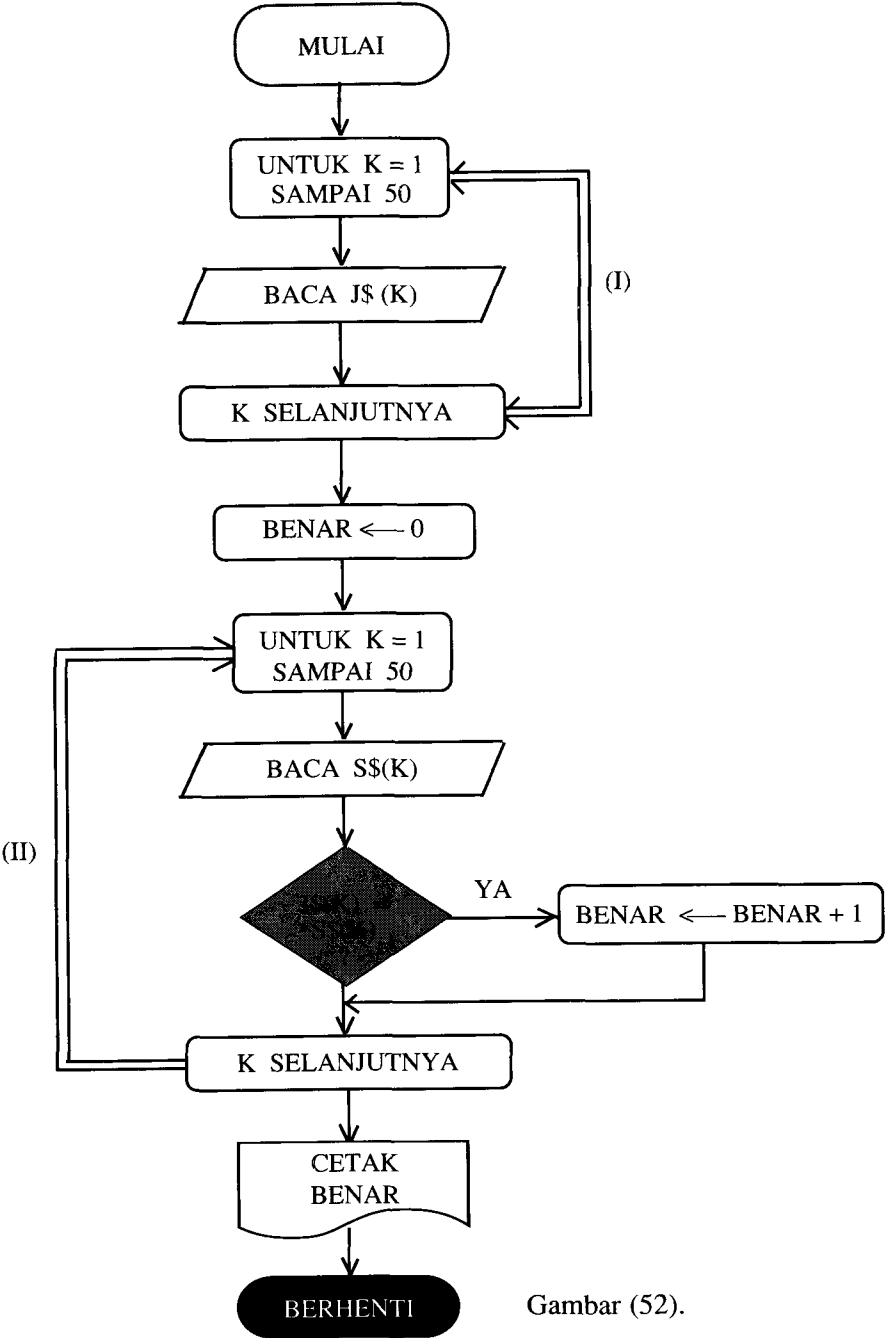 MULAI
UNTUK K = 1
SAMPAI 50
(I)
BACA J$ (K)
K SELANJUTNYA
BENAR ← 0
UNTUK K = 1
SAMPAI 50
BACA S$(K)
(II)
YA
BENAR ← BENAR + 1
K SELANJUTNYA
CETAK
BENAR
BERHENTI
Gambar (52).